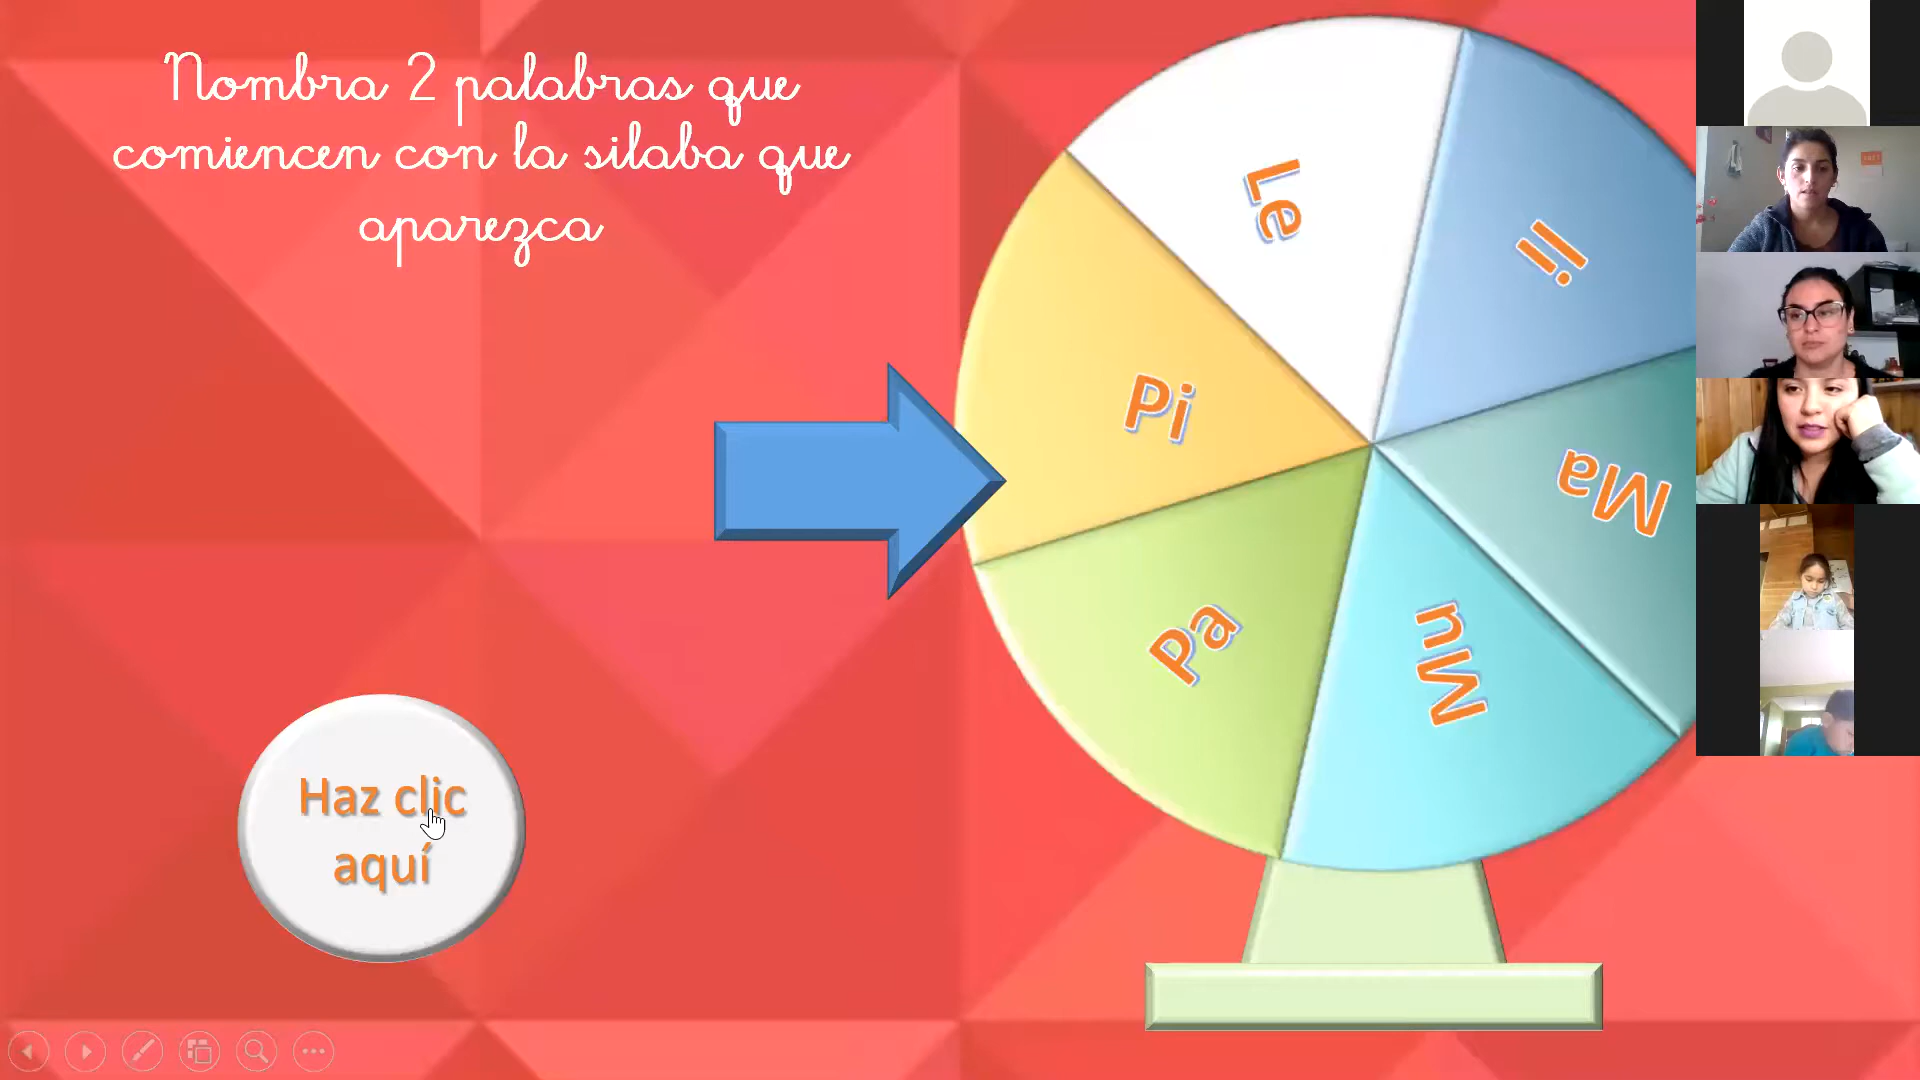 Nombra 2 palabras que
comiencen con la silaba que
aparezca
Le
li
Pi
Ma
Pa
Mu
Haz clic
aquí